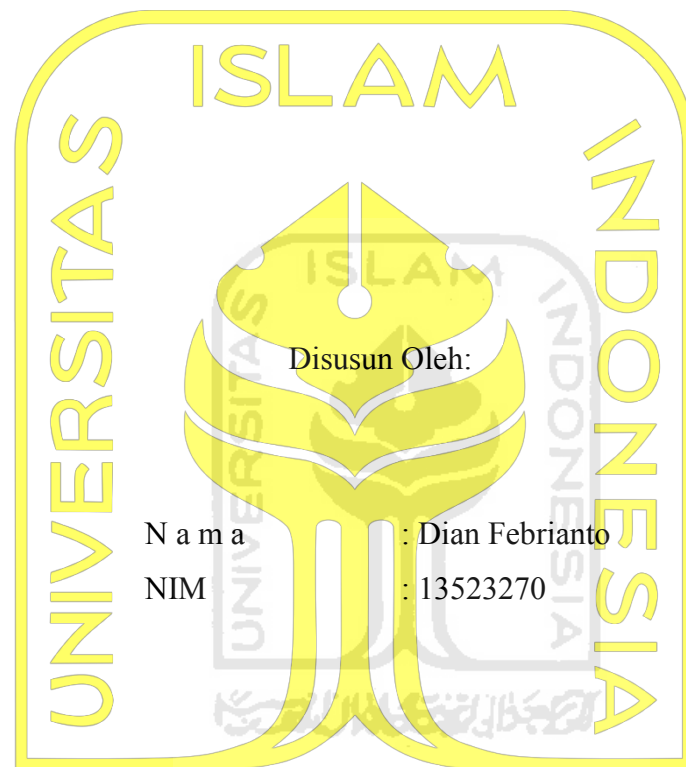 ISLAM
UNIVERSITAS
INDONESIA
ISLAM
UNIVERSITAS
INDONESIA
Disusun Oleh:
N a m a : Dian Febrianto
NIM : 13523270